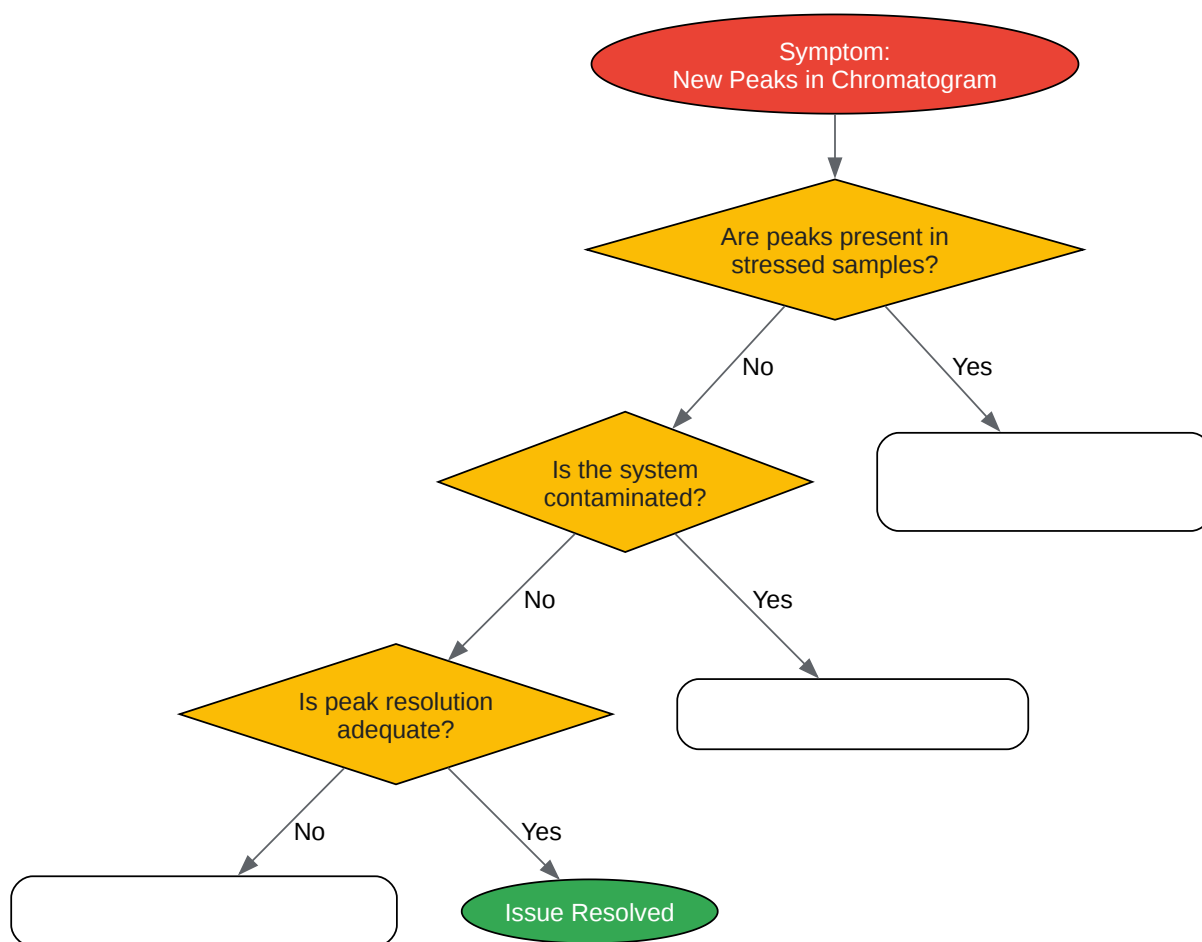 Symptom:
New Peaks in Chromatogram
Are peaks present in
stressed samples?
No
Yes
Is the system
contaminated?
No
Yes
Is peak resolution
adequate?
No
Yes
Issue Resolved